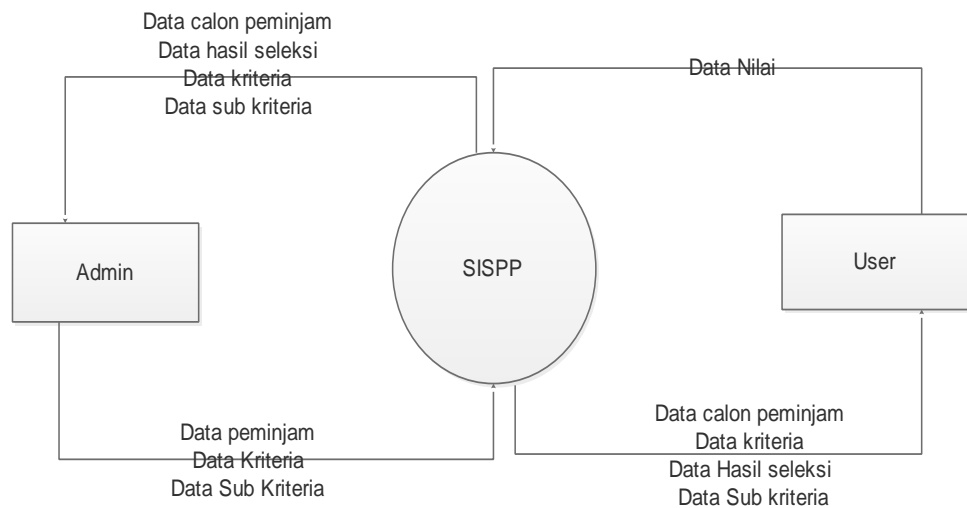 Data calon peminjam
Data hasil seleksi
Data kriteria
Data sub kriteria
Data Nilai
Admin
SISPP
User
Data peminjam
Data Kriteria
Data Sub Kriteria
Data calon peminjam
Data kriteria
Data Hasil seleksi
Data Sub kriteria